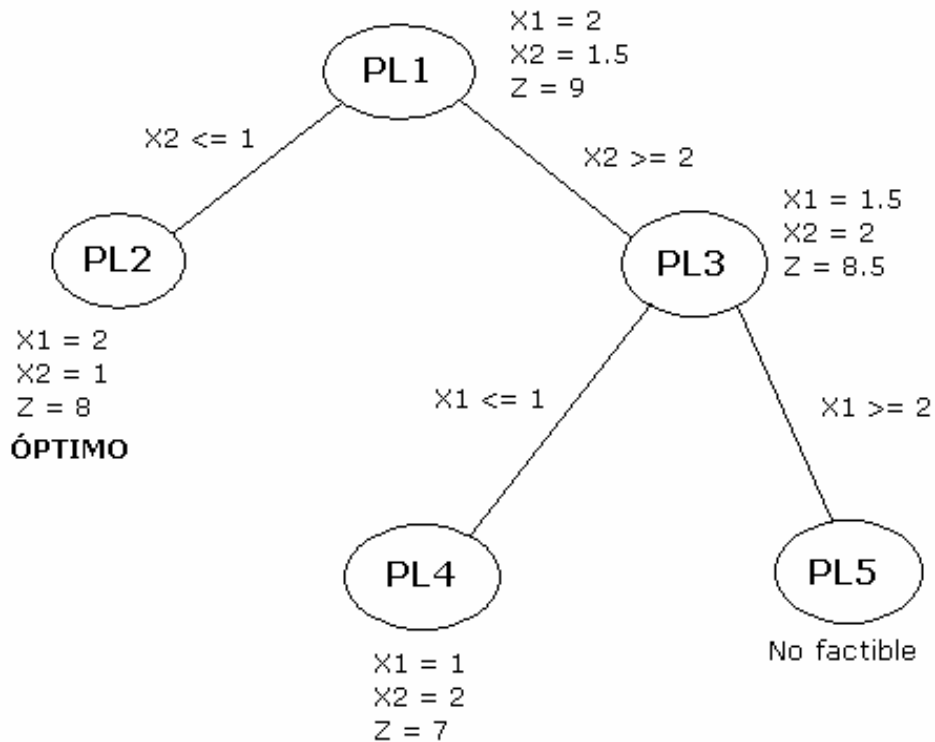 PL1
X1 = 2
X2 = 1.5
Z = 9
X2 <= 1
X2 >= 2
PL2
X1 = 2
X2 = 1
Z = 8
ÓPTIMO
PL3
X1 = 1.5
X2 = 2
Z = 8.5
X1 <= 1
X1 >= 2
PL4
X1 = 1
X2 = 2
Z = 7
PL5
No factible